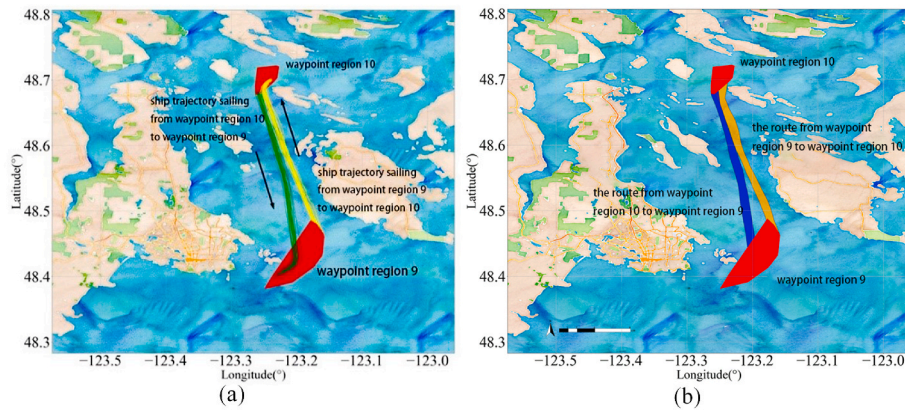 48.8
48.7
48.6
48.5
48.4
48.3
Latitude(°)
waypoint region 10
ship trajectory sailing
from waypoint region 10
to waypoint region 9
ship trajectory sailing
from waypoint region 9
to waypoint region 10
waypoint region 9
−123.5 −123.4 −123.3 −123.2 −123.1 −123.0
Longitude(°)
(a)
48.8
48.7
48.6
48.5
48.4
48.3
Latitude(°)
waypoint region 10
the route from waypoint
region 9 to waypoint region 10,
the route from waypoint
region 10 to waypoint region 9
waypoint region 9
−123.5 −123.4 −123.3 −123.2 −123.1 −123.0
Longitude(°)
(b)